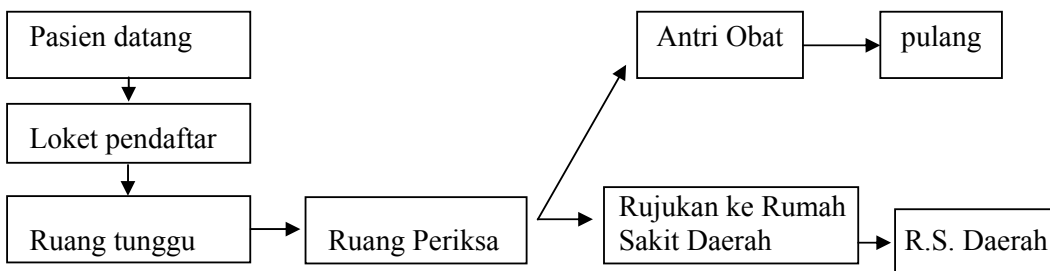 Pasien datang
Loket pendaftar
Ruang tunggu
Ruang Periksa
Antri Obat
pulang
Rujukan ke Rumah
Sakit Daerah
R.S. Daerah